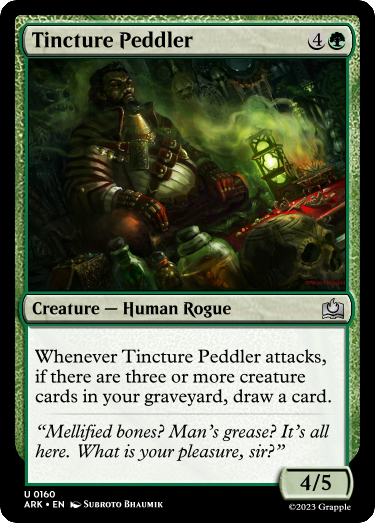 Tincture Peddler 4
Creature — Human Rogue
Whenever Tincture Peddler attacks,
if there are three or more creature
cards in your graveyard, draw a card.
“Mellified bones? Man’s grease? It’s all
here. What is your pleasure, sir?”
4/5
U 0160
ARK • EN Subroto Bhaumik
©2023 Grapple